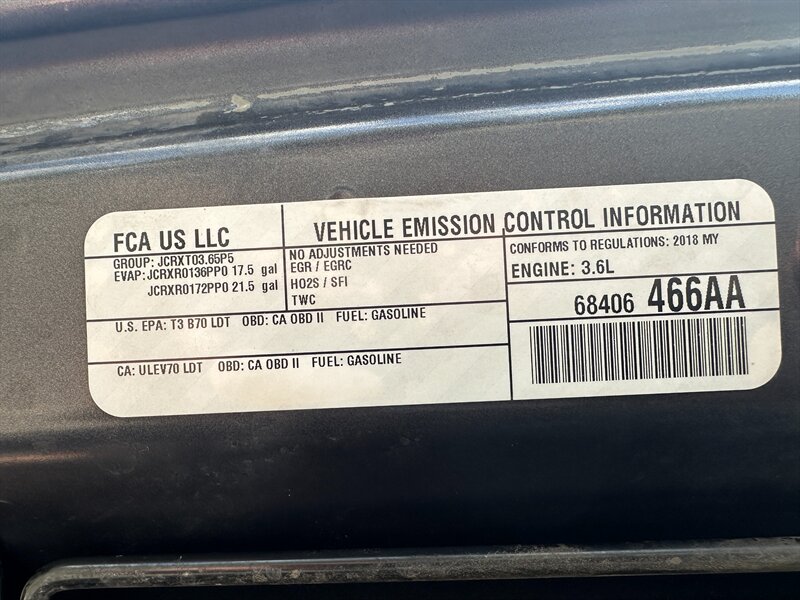 FCA US LLC
VEHICLE EMISSION CONTROL INFORMATION
GROUP: JCRXT03.65P5
EVAP: JCRXR0136PP0 17.5 gal
JCRXR0172PP0 21.5 gal
NO ADJUSTMENTS NEEDED
EGR / EGRC
HO2S / SFI
TWC
CONFORMS TO REGULATIONS: 2018 MY
ENGINE: 3.6L
68406 466AA
U.S. EPA: T3 B70 LDT OBD: CA OBD II FUEL: GASOLINE
CA: ULEV70 LDT OBD: CA OBD II FUEL: GASOLINE